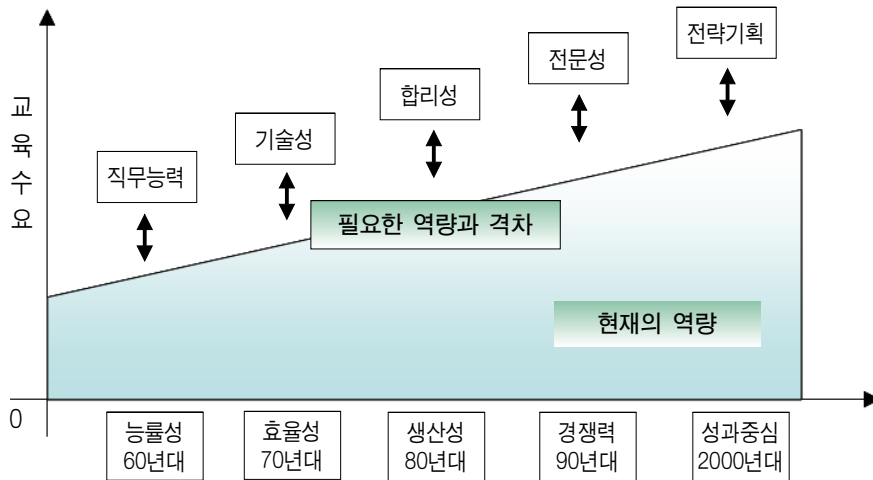 전략기획
전문성
합리성
기술성
직무능력
교육수요
필요한 역량과 격차
현재의 역량
0
능률성
60년대
효율성
70년대
생산성
80년대
경쟁력
90년대
성과중심
2000년대